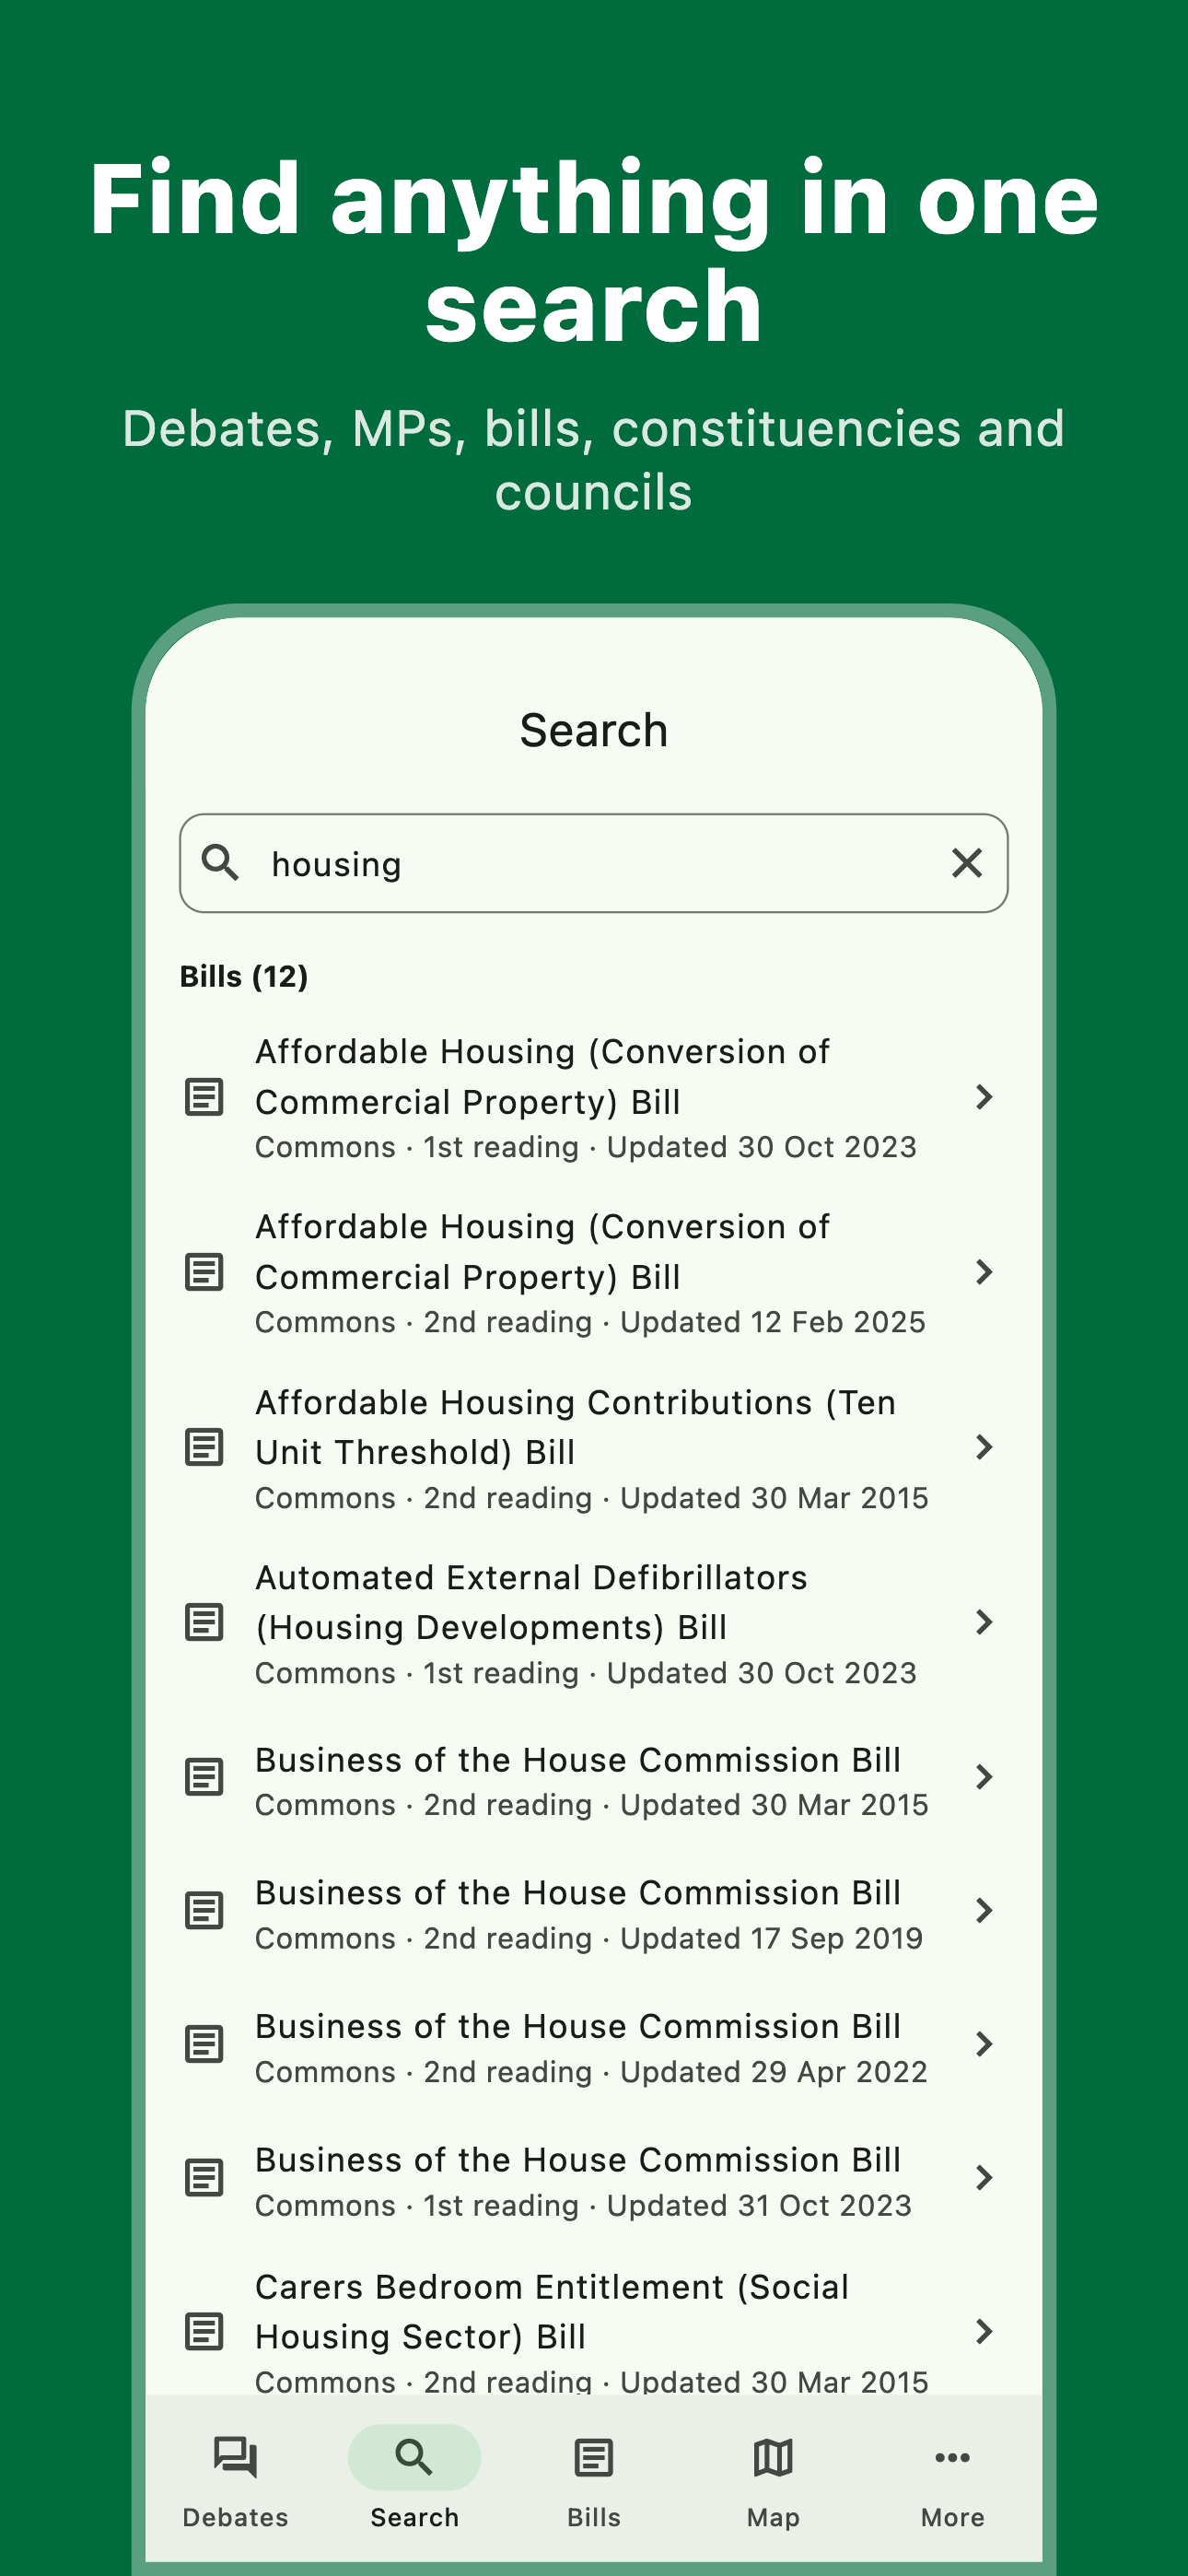 Find anything in one
search
Debates, MPs, bills, constituencies and
councils
Search
housing
Bills (12)
Affordable Housing (Conversion of
Commercial Property) Bill
Commons · 1st reading · Updated 30 Oct 2023
Affordable Housing (Conversion of
Commercial Property) Bill
Commons · 2nd reading · Updated 12 Feb 2025
Affordable Housing Contributions (Ten
Unit Threshold) Bill
Commons · 2nd reading · Updated 30 Mar 2015
Automated External Defibrillators
(Housing Developments) Bill
Commons · 1st reading · Updated 30 Oct 2023
Business of the House Commission Bill
Commons · 2nd reading · Updated 30 Mar 2015
Business of the House Commission Bill
Commons · 2nd reading · Updated 17 Sep 2019
Business of the House Commission Bill
Commons · 2nd reading · Updated 29 Apr 2022
Business of the House Commission Bill
Commons · 1st reading · Updated 31 Oct 2023
Carers Bedroom Entitlement (Social
Housing Sector) Bill
Commons · 2nd reading · Updated 30 Mar 2015
Debates
Search
Bills
Map
More